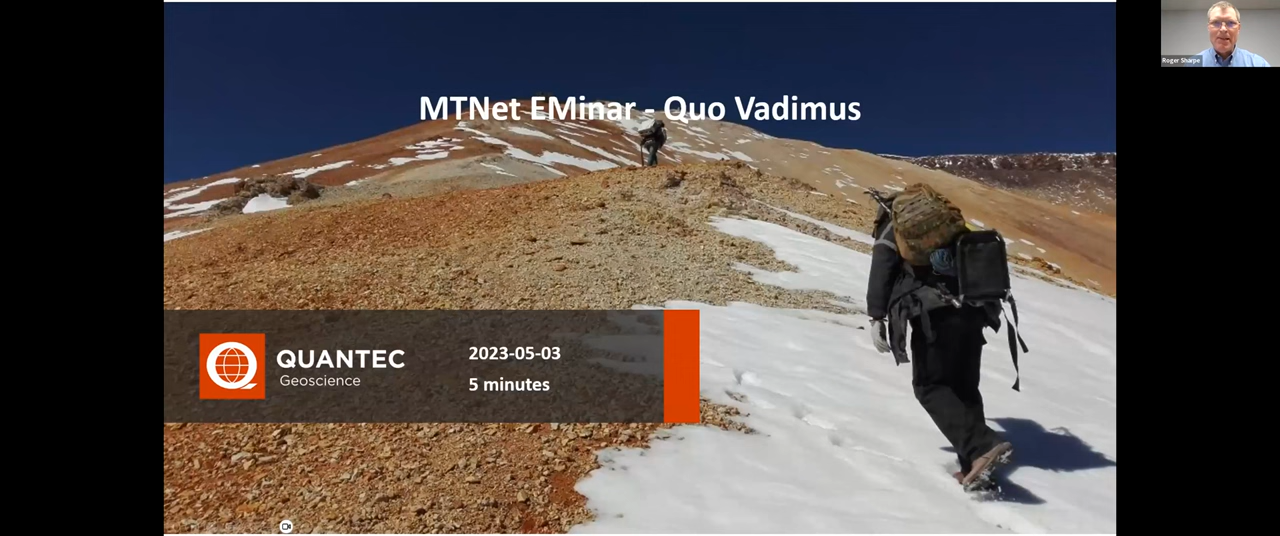 MTNet EMinar - Quo Vadimus
QUANTEC
Geoscience
2023-05-03
5 minutes
Roger Sharpe